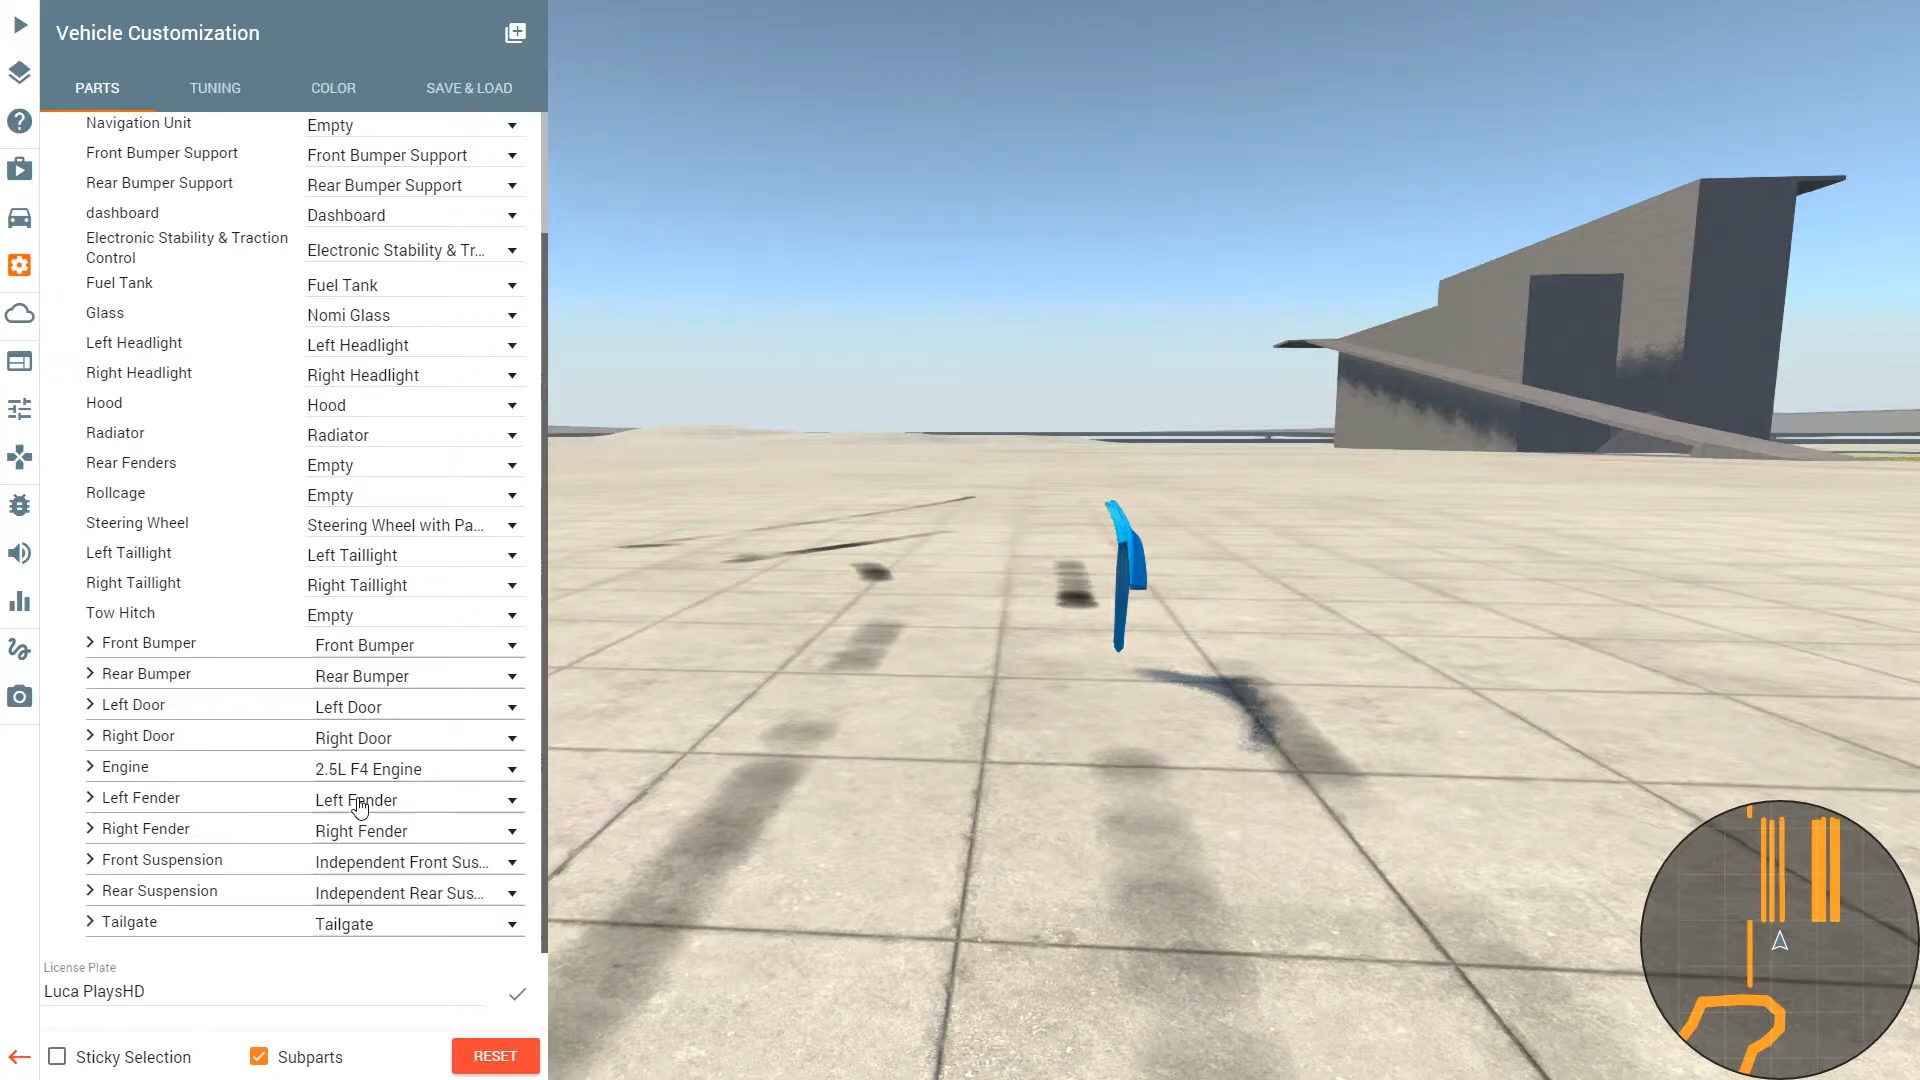 Vehicle Customization
PARTS TUNING COLOR SAVE & LOAD
Navigation Unit Empty
Front Bumper Support Front Bumper Support
Rear Bumper Support Rear Bumper Support
dashboard Dashboard
Electronic Stability & Traction Control Electronic Stability & Tr...
Fuel Tank Fuel Tank
Glass Nomi Glass
Left Headlight Left Headlight
Right Headlight Right Headlight
Hood Hood
Radiator Radiator
Rear Fenders Empty
Rollcage Empty
Steering Wheel Steering Wheel with Pa...
Left Taillight Left Taillight
Right Taillight Right Taillight
Tow Hitch Empty
Front Bumper Front Bumper
Rear Bumper Rear Bumper
Left Door Left Door
Right Door Right Door
Engine 2.5L F4 Engine
Left Fender Left Fender
Right Fender Right Fender
Front Suspension Independent Front Sus...
Rear Suspension Independent Rear Sus...
Tailgate Tailgate
License Plate
Luca PlaysHD
Sticky Selection Subparts RESET